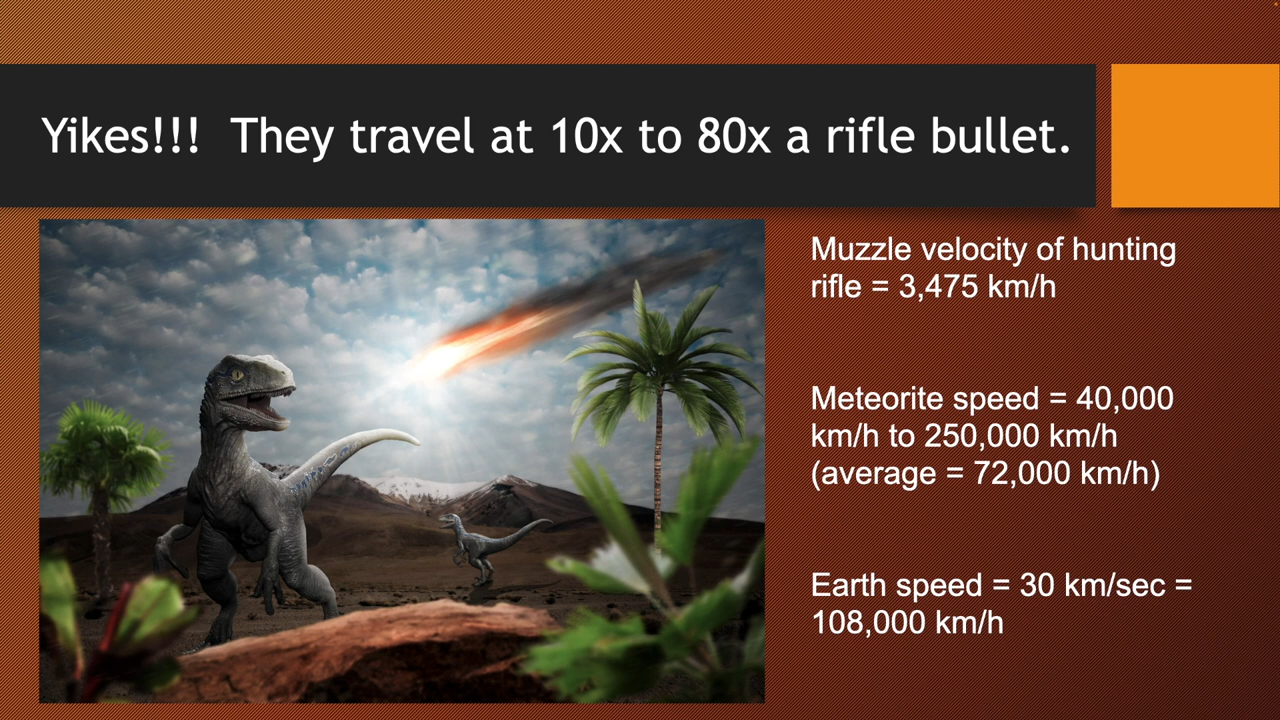 Yikes!!!  They travel at 10x to 80x a rifle bullet.
Muzzle velocity of hunting
rifle = 3,475 km/h
Meteorite speed = 40,000
km/h to 250,000 km/h
(average = 72,000 km/h)
Earth speed = 30 km/sec =
108,000 km/h